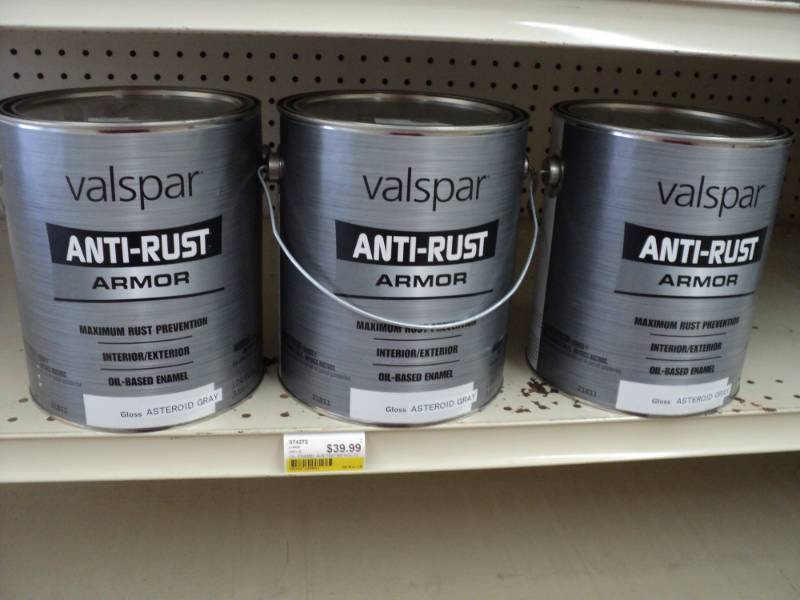 valspar
ANTI-RUST
ARMOR
MAXIMUM RUST PREVENTION
INTERIOR/EXTERIOR
OIL-BASED ENAMEL
21811
Gloss ASTEROID GRAY
valspar
ANTI-RUST
ARMOR
MAXIMUM RUST PREVENTION
INTERIOR/EXTERIOR
OIL-BASED ENAMEL
Gloss ASTEROID GRAY
valspar
ANTI-RUST
ARMOR
MAXIMUM RUST PREVENTION
INTERIOR/EXTERIOR
OIL-BASED ENAMEL
21811
Gloss ASTEROID GRAY
$39.99